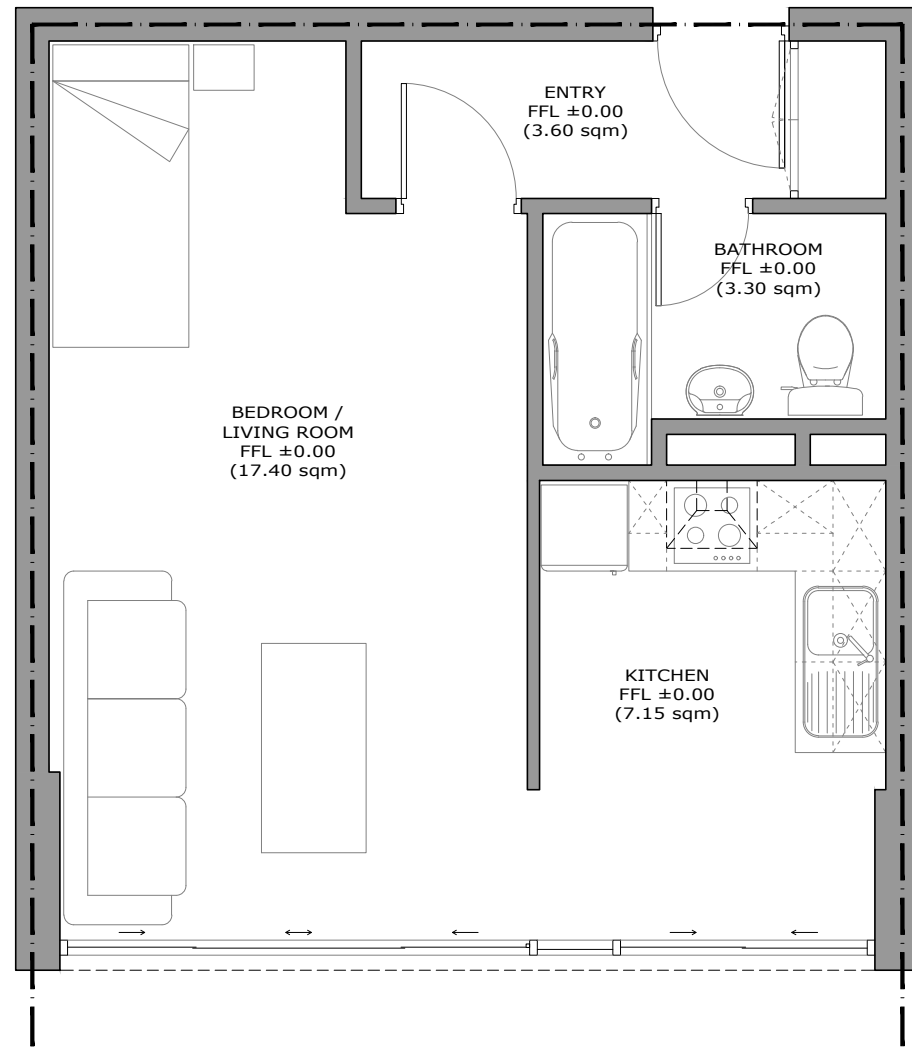 ENTRY
FFL ±0.00
(3.60 sqm)
BATHROOM
FFL ±0.00
(3.30 sqm)
BEDROOM /
LIVING ROOM
FFL ±0.00
(17.40 sqm)
KITCHEN
FFL ±0.00
(7.15 sqm)